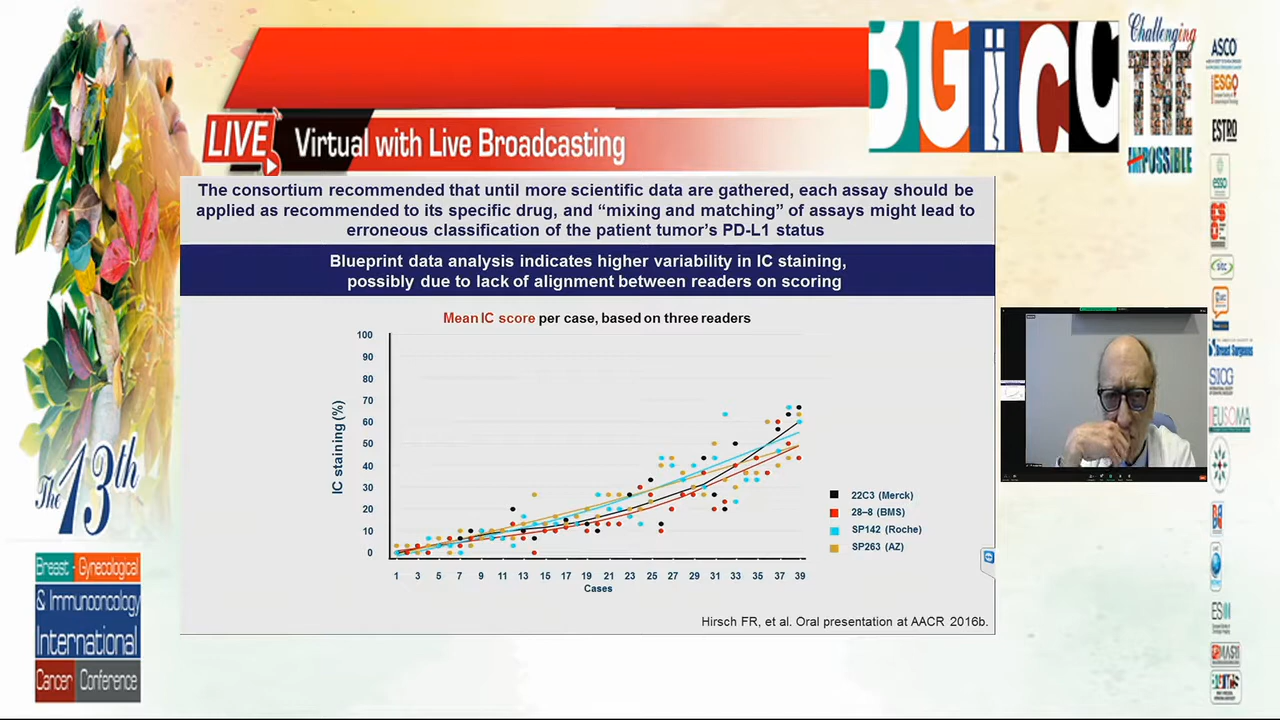 BGICC
Challenging
THE
IMPOSSIBLE
LIVE
Virtual with Live Broadcasting
The consortium recommended that until more scientific data are gathered, each assay should be
applied as recommended to its specific drug, and “mixing and matching” of assays might lead to
erroneous classification of the patient tumor’s PD-L1 status
Blueprint data analysis indicates higher variability in IC staining,
possibly due to lack of alignment between readers on scoring
Mean IC score per case, based on three readers
IC staining (%)
100
90
80
70
60
50
40
30
20
10
0
1 3 5 7 9 11 13 15 17 19 21 23 25 27 29 31 33 35 37 39
Cases
22C3 (Merck)
28–8 (BMS)
SP142 (Roche)
SP263 (AZ)
Hirsch FR, et al. Oral presentation at AACR 2016b.
The 13th
Breast - Gynecological
& Immunooncology
International
Cancer Conference
ASCO
ESGO
ESTRO
Breast Surgeons
EUSOMA